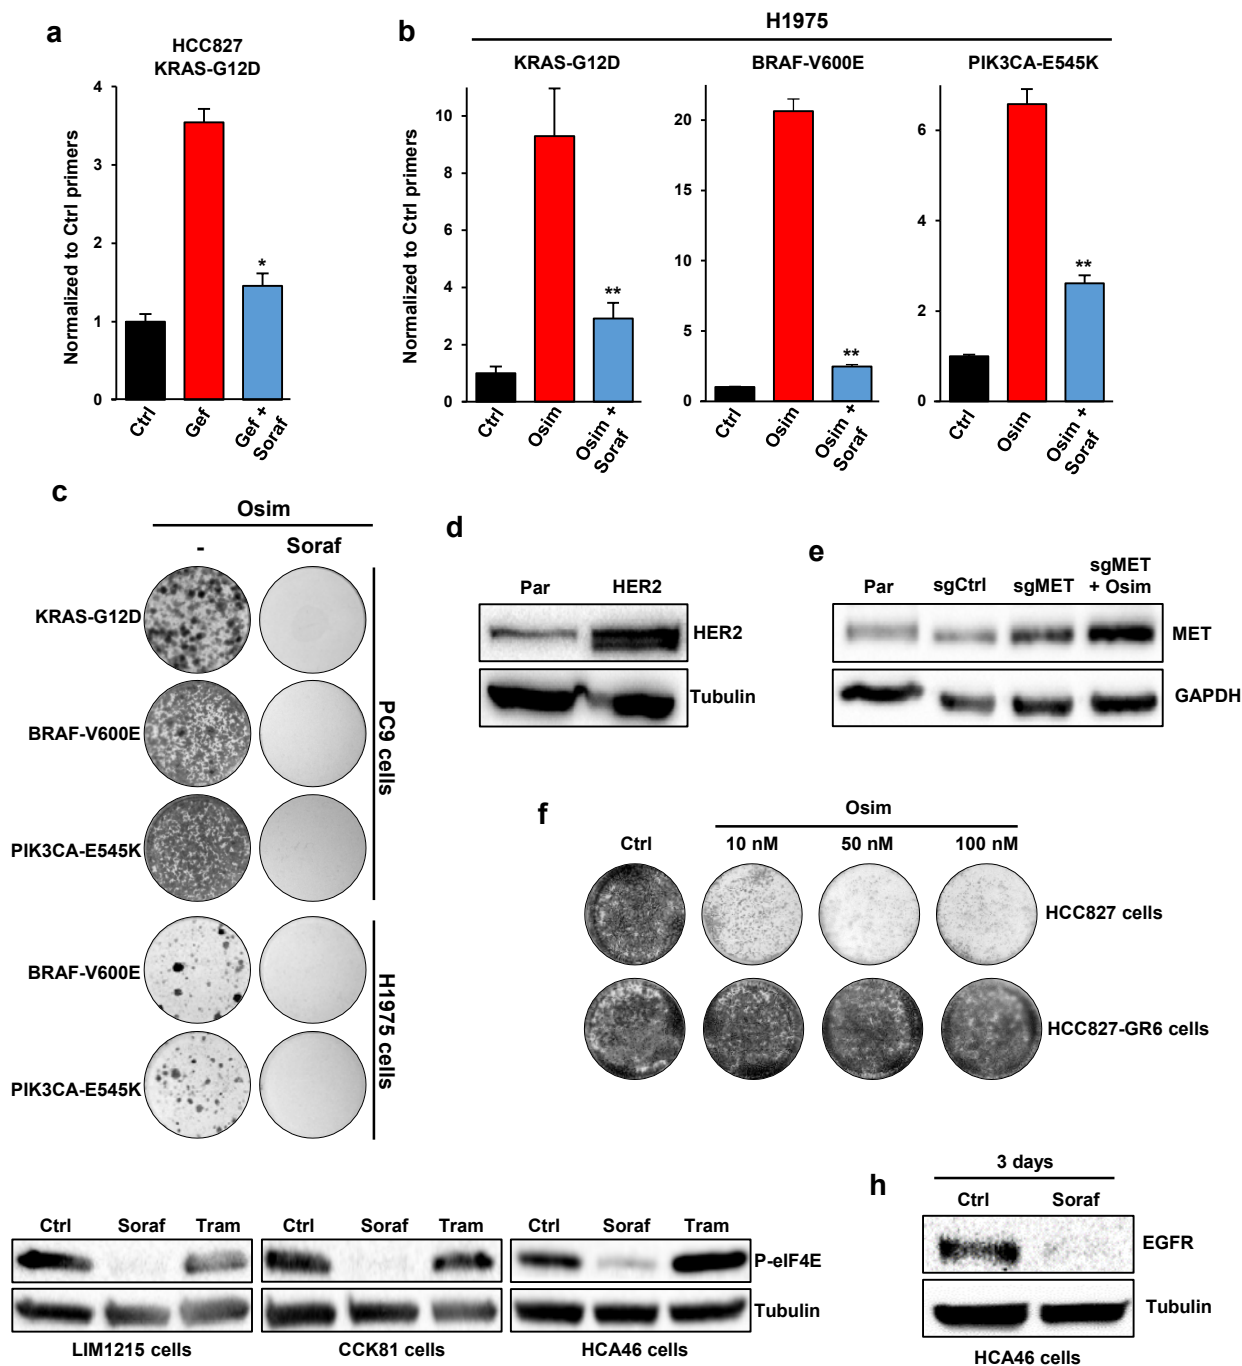 a
HCC827
KRAS-G12D
Normalized to Ctrl primers
4
3
2
1
0
*
Ctrl
Gef
Gef +
Soraf
b
H1975
KRAS-G12D
BRAF-V600E
PIK3CA-E545K
Normalized to Ctrl primers
10
8
6
4
2
0
**
Ctrl
Osim
Osim +
Soraf
20
15
10
5
0
**
Ctrl
Osim
Osim +
Soraf
6
4
2
0
**
Ctrl
Osim
Osim +
Soraf
c
Osim
-
Soraf
KRAS-G12D
BRAF-V600E
PIK3CA-E545K
PC9 cells
BRAF-V600E
PIK3CA-E545K
H1975 cells
d
Par
HER2
HER2
Tubulin
e
Par
sgCtrl
sgMET
sgMET
+ Osim
MET
GAPDH
f
Osim
Ctrl
10 nM
50 nM
100 nM
HCC827 cells
HCC827-GR6 cells
Ctrl
Soraf
Tram
Ctrl
Soraf
Tram
Ctrl
Soraf
Tram
P-eIF4E
Tubulin
LIM1215 cells
CCK81 cells
HCA46 cells
h
3 days
Ctrl
Soraf
EGFR
Tubulin
HCA46 cells